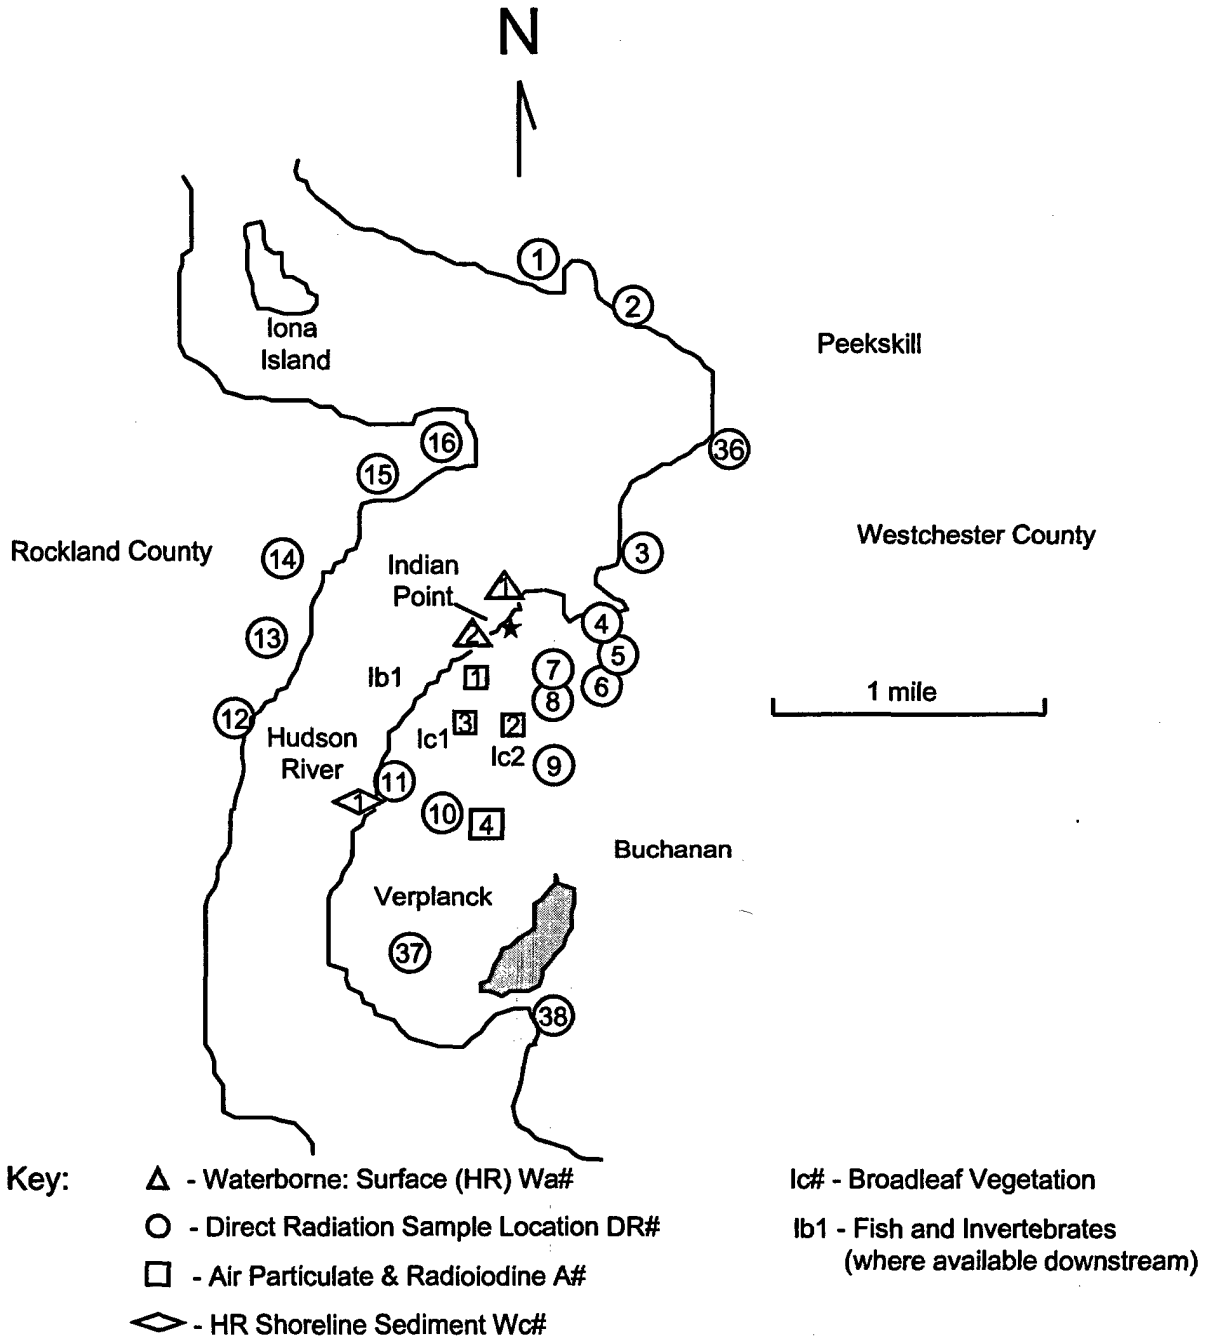 N
1
2
Iona
Island
Peekskill
16
36
15
Rockland County
14
Westchester County
3
Indian
Point
1
4
13
2
5
7
Ib1
1
6
8
1 mile
12
3
2
Ic1
Hudson
River
Ic2
9
11
1
10
4
Buchanan
Verplanck
37
38
Key:
- Waterborne: Surface (HR) Wa#
- Direct Radiation Sample Location DR#
- Air Particulate & Radioiodine A#
- HR Shoreline Sediment Wc#
Ic# - Broadleaf Vegetation
Ib1 - Fish and Invertebrates
(where available downstream)